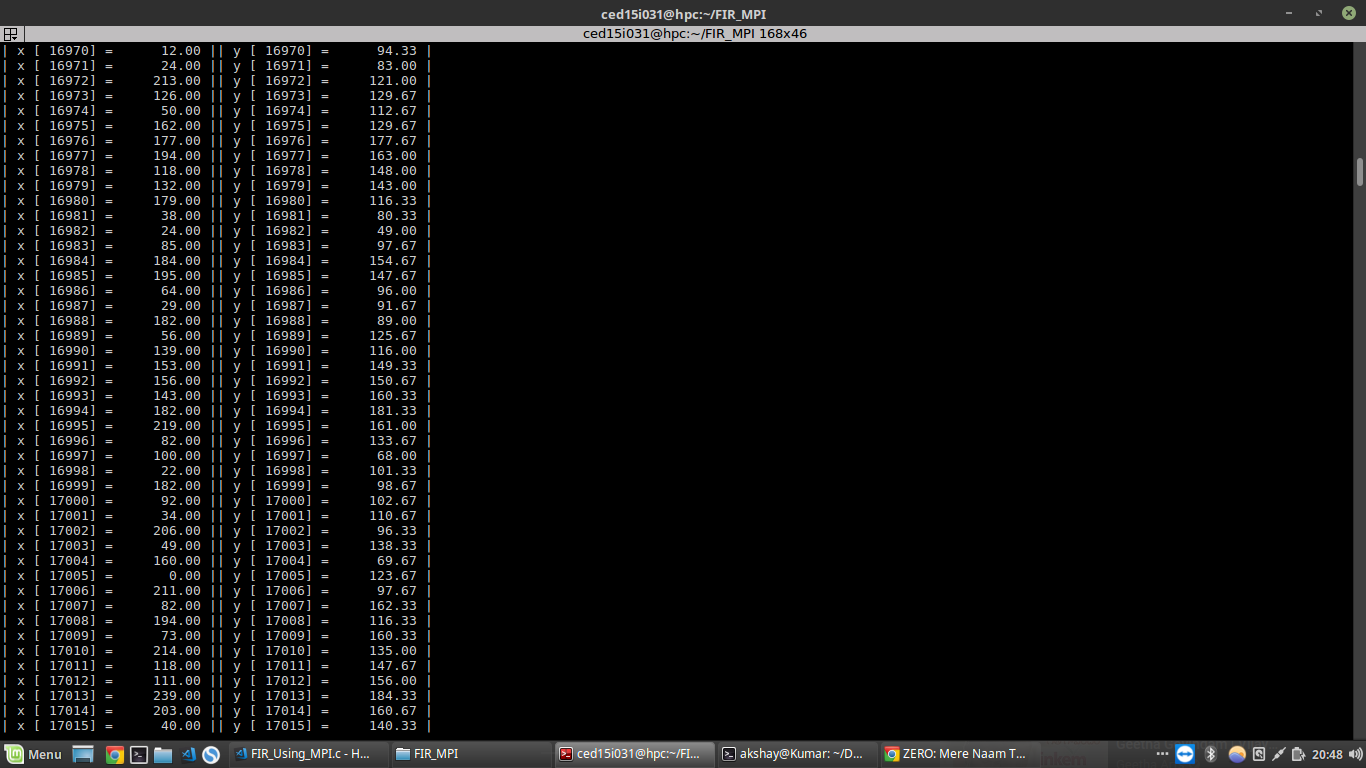 ced15i031@hpc:~/FIR_MPI
ced15i031@hpc:~/FIR_MPI 168x46
| x [ 16970] = 12.00 || y [ 16970] = 94.33 |
| x [ 16971] = 24.00 || y [ 16971] = 83.00 |
| x [ 16972] = 213.00 || y [ 16972] = 121.00 |
| x [ 16973] = 126.00 || y [ 16973] = 129.67 |
| x [ 16974] = 50.00 || y [ 16974] = 112.67 |
| x [ 16975] = 162.00 || y [ 16975] = 129.67 |
| x [ 16976] = 177.00 || y [ 16976] = 177.67 |
| x [ 16977] = 194.00 || y [ 16977] = 163.00 |
| x [ 16978] = 118.00 || y [ 16978] = 148.00 |
| x [ 16979] = 132.00 || y [ 16979] = 143.00 |
| x [ 16980] = 179.00 || y [ 16980] = 116.33 |
| x [ 16981] = 38.00 || y [ 16981] = 80.33 |
| x [ 16982] = 24.00 || y [ 16982] = 49.00 |
| x [ 16983] = 85.00 || y [ 16983] = 97.67 |
| x [ 16984] = 184.00 || y [ 16984] = 154.67 |
| x [ 16985] = 195.00 || y [ 16985] = 147.67 |
| x [ 16986] = 64.00 || y [ 16986] = 96.00 |
| x [ 16987] = 29.00 || y [ 16987] = 91.67 |
| x [ 16988] = 182.00 || y [ 16988] = 89.00 |
| x [ 16989] = 56.00 || y [ 16989] = 125.67 |
| x [ 16990] = 139.00 || y [ 16990] = 116.00 |
| x [ 16991] = 153.00 || y [ 16991] = 149.33 |
| x [ 16992] = 156.00 || y [ 16992] = 150.67 |
| x [ 16993] = 143.00 || y [ 16993] = 160.33 |
| x [ 16994] = 182.00 || y [ 16994] = 181.33 |
| x [ 16995] = 219.00 || y [ 16995] = 161.00 |
| x [ 16996] = 82.00 || y [ 16996] = 133.67 |
| x [ 16997] = 100.00 || y [ 16997] = 68.00 |
| x [ 16998] = 22.00 || y [ 16998] = 101.33 |
| x [ 16999] = 182.00 || y [ 16999] = 98.67 |
| x [ 17000] = 92.00 || y [ 17000] = 102.67 |
| x [ 17001] = 34.00 || y [ 17001] = 110.67 |
| x [ 17002] = 206.00 || y [ 17002] = 96.33 |
| x [ 17003] = 49.00 || y [ 17003] = 138.33 |
| x [ 17004] = 160.00 || y [ 17004] = 69.67 |
| x [ 17005] = 0.00 || y [ 17005] = 123.67 |
| x [ 17006] = 211.00 || y [ 17006] = 97.67 |
| x [ 17007] = 82.00 || y [ 17007] = 162.33 |
| x [ 17008] = 194.00 || y [ 17008] = 116.33 |
| x [ 17009] = 73.00 || y [ 17009] = 160.33 |
| x [ 17010] = 214.00 || y [ 17010] = 135.00 |
| x [ 17011] = 118.00 || y [ 17011] = 147.67 |
| x [ 17012] = 111.00 || y [ 17012] = 156.00 |
| x [ 17013] = 239.00 || y [ 17013] = 184.33 |
| x [ 17014] = 203.00 || y [ 17014] = 160.67 |
| x [ 17015] = 40.00 || y [ 17015] = 140.33 |
Menu FIR_Using_MPI.c - H... FIR_MPI ced15i031@hpc:~/FI... akshay@Kumar: ~/D... ZERO: Mere Naam T... 20:48